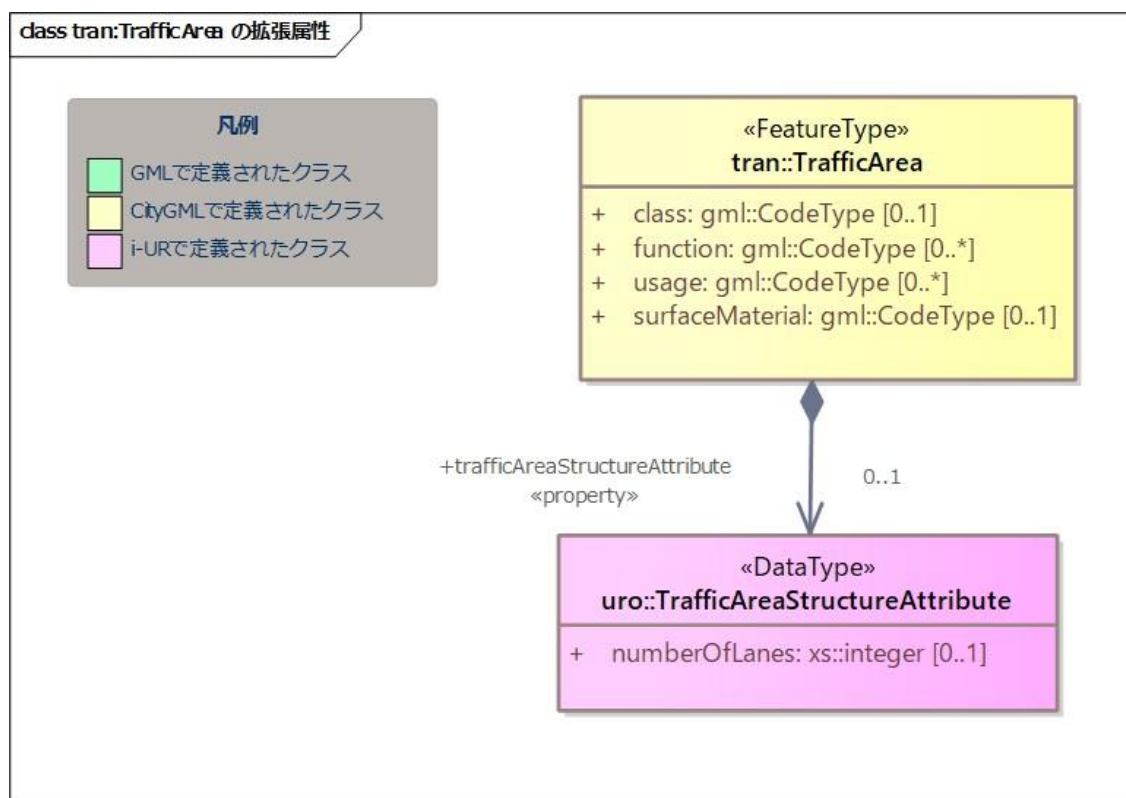 class tran:TrafficArea の拡張属性
凡例
GMLで定義されたクラス
CityGMLで定義されたクラス
i-URで定義されたクラス
«FeatureType»
tran::TrafficArea
+ class: gml::CodeType [0..1]
+ function: gml::CodeType [0..*]
+ usage: gml::CodeType [0..*]
+ surfaceMaterial: gml::CodeType [0..1]
+trafficAreaStructureAttribute
«property»
0..1
«DataType»
uro::TrafficAreaStructureAttribute
+ numberOfLanes: xs::integer [0..1]